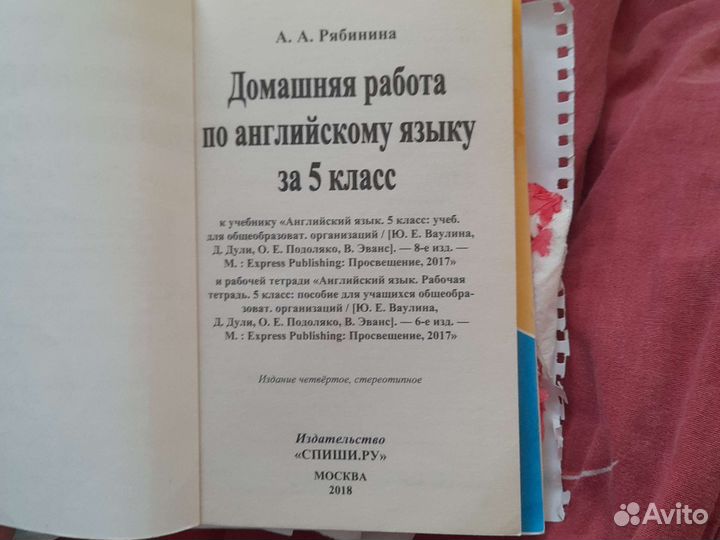 А. А. Рябинина
Домашняя работа
по английскому языку
за 5 класс
к учебнику «Английский язык. 5 класс: учеб.
для общеобразоват. организаций / [Ю. Е. Ваулина,
Д. Дули, О. Е. Подоляко, В. Эванс]. — 8-е изд. —
М. : Express Publishing: Просвещение, 2017»
и рабочей тетради «Английский язык. Рабочая
тетрадь. 5 класс: пособие для учащихся общеобра-
зоват. организаций / [Ю. Е. Ваулина,
Д. Дули, О. Е. Подоляко, В. Эванс]. — 6-е изд. —
М. : Express Publishing: Просвещение, 2017»
Издание четвёртое, стереотипное
Издательство
«СПИШИ.РУ»
МОСКВА
2018
Avito